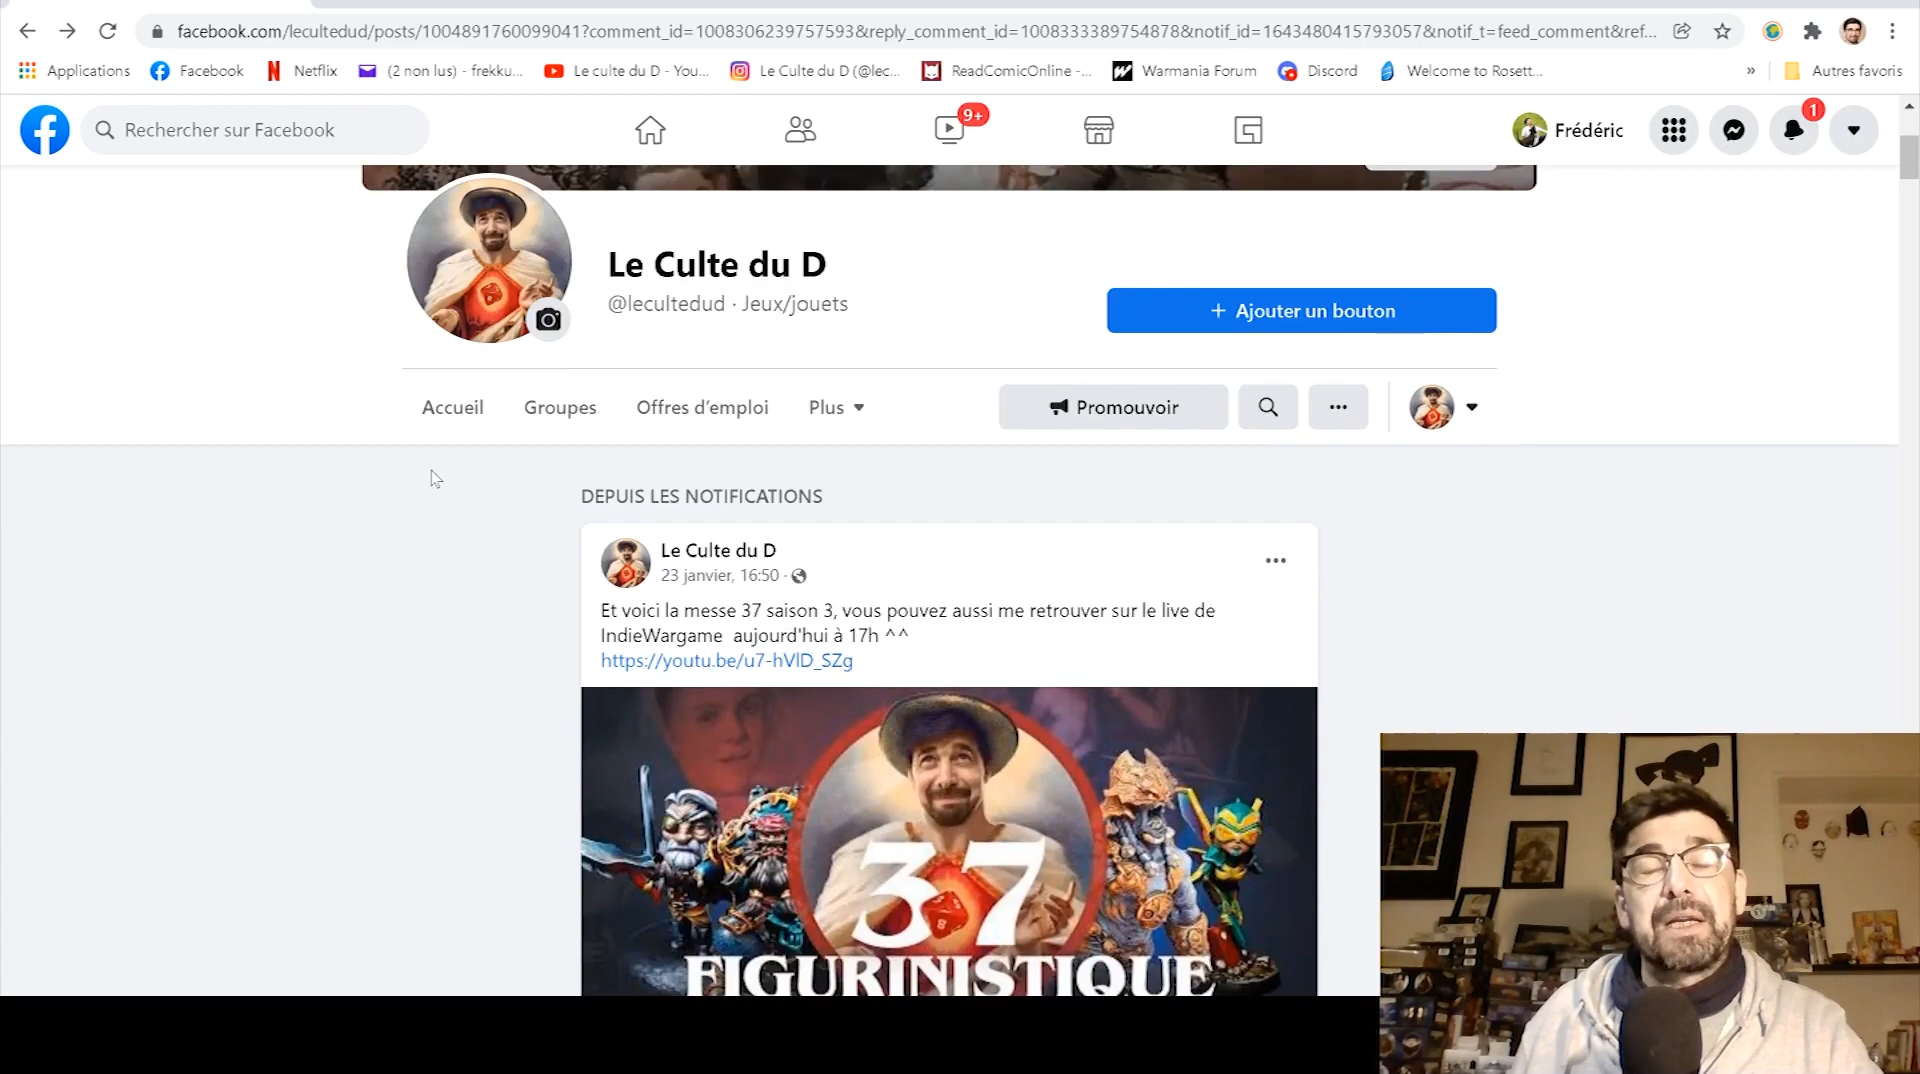 facebook.com/lecultedud/posts/1004891760099041?comment_id=1008306239757593&reply_comment_id=1008333389754878&notif_id=1643480415793057&notif_t=feed_comment&ref...
Applications
Facebook
Netflix
(2 non lus) - frekku...
Le culte du D - You...
Le Culte du D (@lec...
ReadComicOnline -...
Warmania Forum
Discord
Welcome to Rosett...
»
Autres favoris
Rechercher sur Facebook
9+
Frédéric
1
Le Culte du D
@lecultedud · Jeux/jouets
+ Ajouter un bouton
Accueil
Groupes
Offres d’emploi
Plus
Promouvoir
DEPUIS LES NOTIFICATIONS
Le Culte du D
23 janvier, 16:50 ·
Et voici la messe 37 saison 3, vous pouvez aussi me retrouver sur le live de
IndieWargame aujourd'hui à 17h ^^
https://youtu.be/u7-hVlD_SZg
37
FIGURINISTIQUE